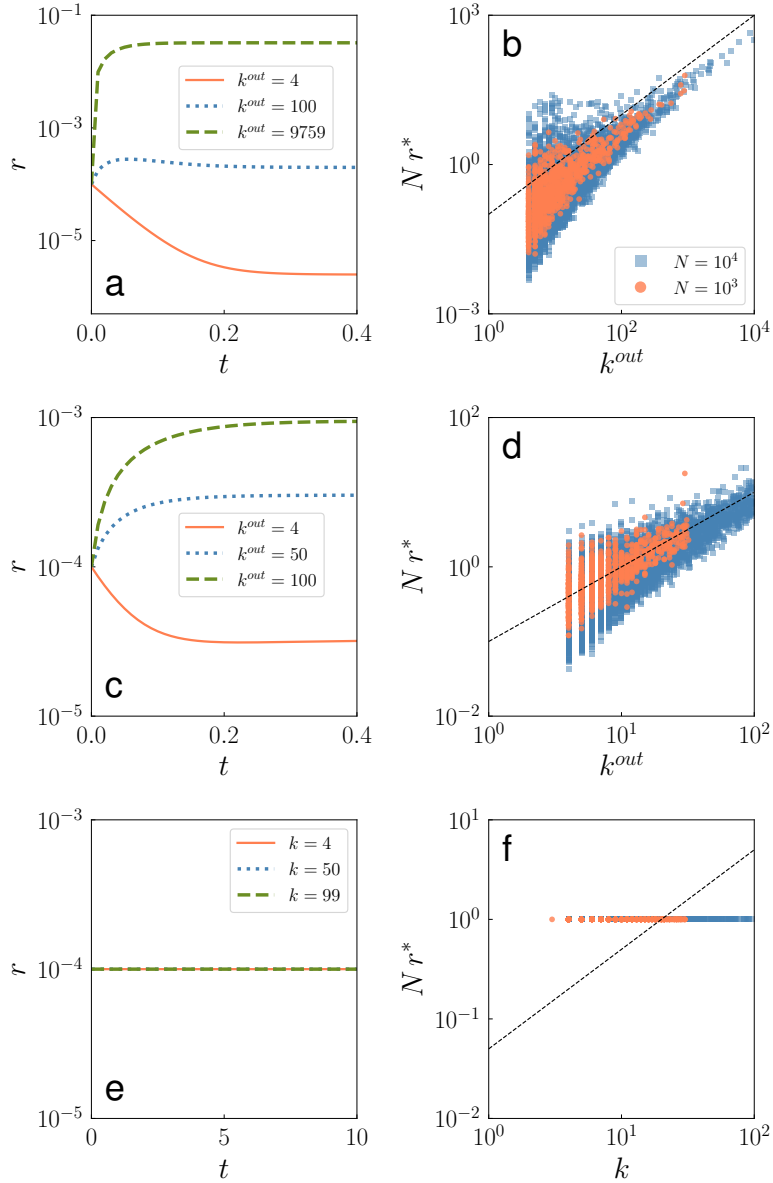 10^{-1}
10^{-3}
10^{-5}
r
k^{out} = 4
k^{out} = 100
k^{out} = 9759
a
0.0
0.2
0.4
t
10^3
10^0
10^{-3}
N r^*
b
N = 10^4
N = 10^3
10^0
10^2
10^4
k^{out}
10^{-3}
10^{-4}
10^{-5}
r
k^{out} = 4
k^{out} = 50
k^{out} = 100
c
0.0
0.2
0.4
t
10^2
10^0
10^{-2}
N r^*
d
10^0
10^1
10^2
k^{out}
10^{-3}
10^{-4}
10^{-5}
r
k = 4
k = 50
k = 99
e
0
5
10
t
10^1
10^0
10^{-1}
10^{-2}
N r^*
f
10^0
10^1
10^2
k